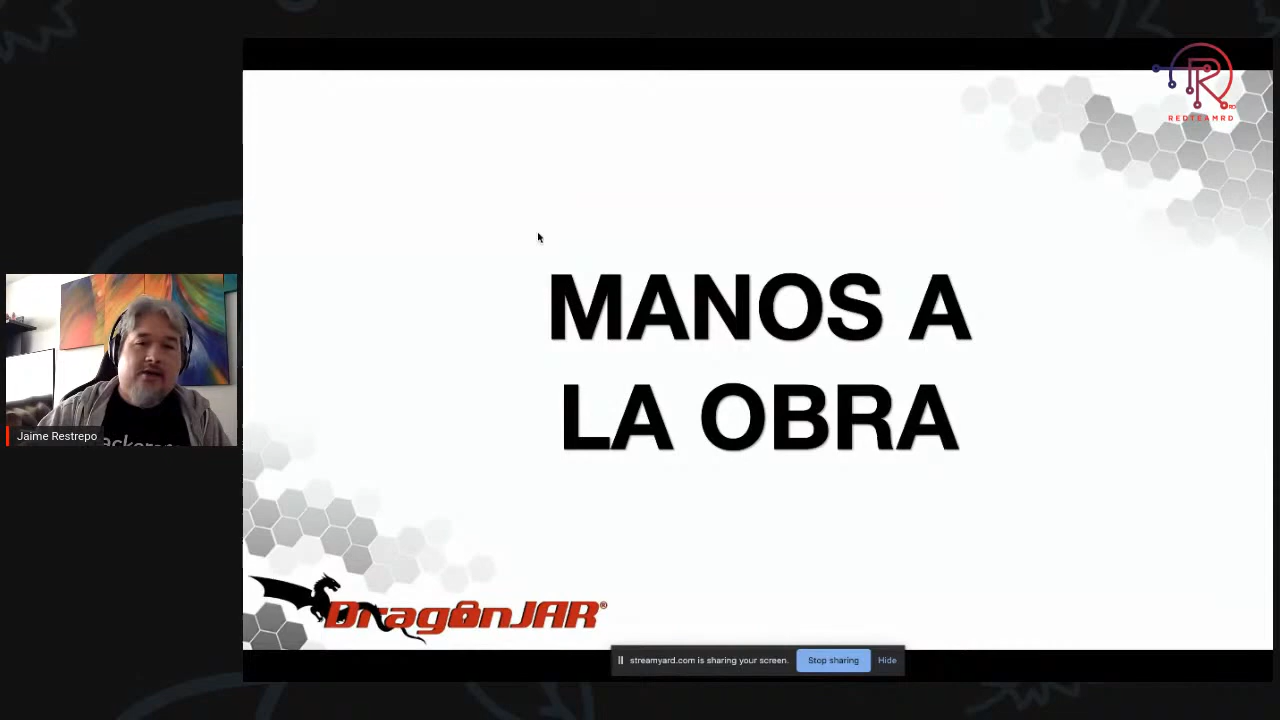 REDTEAMRD
MANOS A
LA OBRA
Jaime Restrepo
DragonJAR®
streamyard.com is sharing your screen.
Stop sharing
Hide